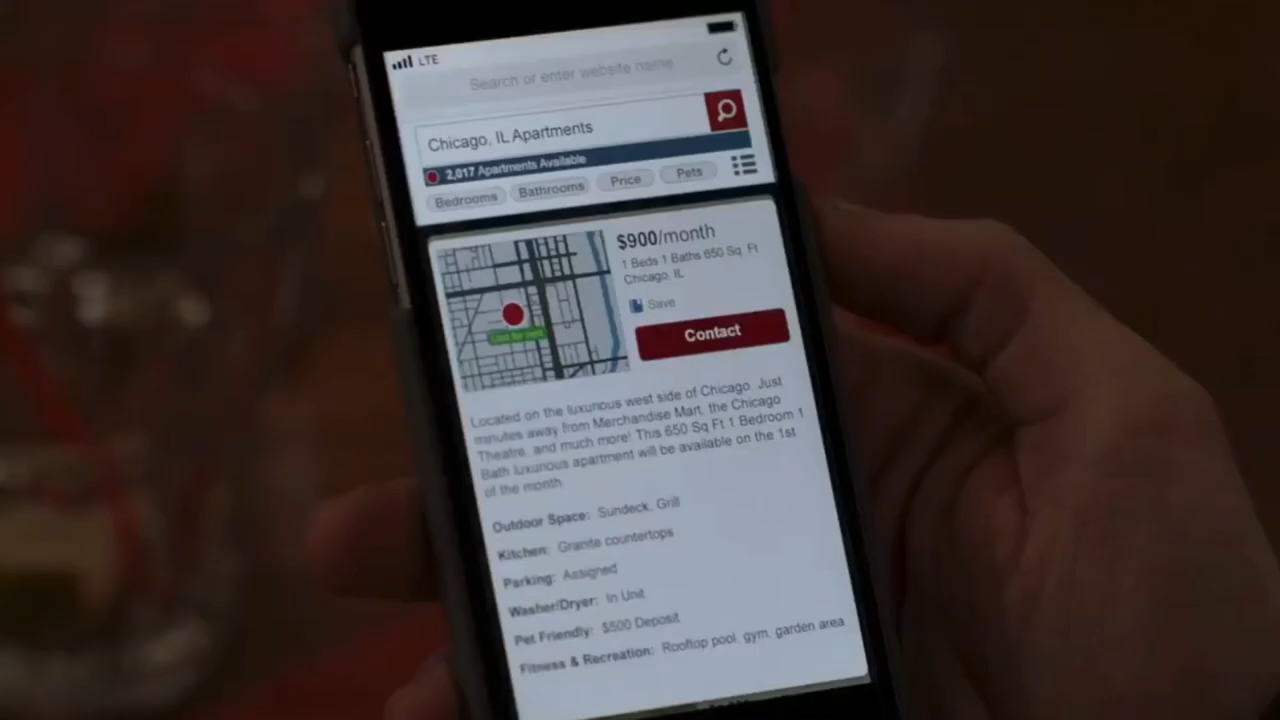 LTE
Search or enter website name
Chicago, IL Apartments
2,017 Apartments Available
Bedrooms Bathrooms Price Pets
$900/month
1 Beds 1 Baths 650 Sq. Ft
Chicago, IL
Save
Contact
Located on the luxurious west side of Chicago. Just
minutes away from Merchandise Mart, the Chicago
Theatre, and much more! This 650 Sq Ft 1 Bedroom 1
Bath luxurious apartment will be available on the 1st
of the month
Outdoor Space: Sundeck, Grill
Kitchen: Granite countertops
Parking: Assigned
Washer/Dryer: In Unit
Pet Friendly: $500 Deposit
Fitness & Recreation: Rooftop pool, gym, garden area